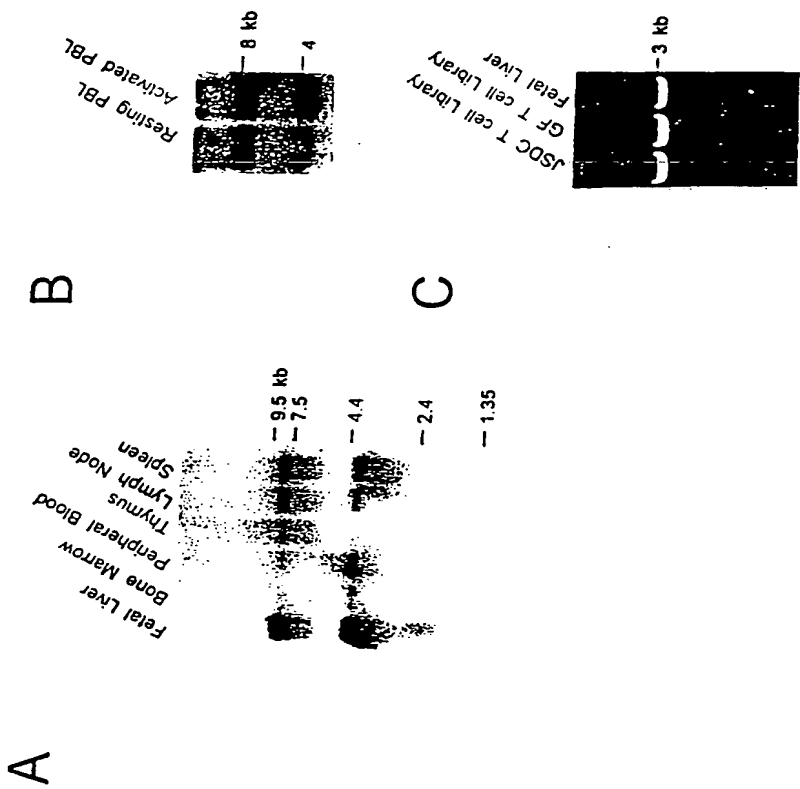 A
Fetal Liver
Bone Marrow
Peripheral Blood
Thymus
Lymph Node
Spleen
– 9.5 kb
– 7.5
– 4.4
– 2.4
– 1.35
B
Resting PBL
Activated PBL
– 8 kb
– 4
C
JSDC T cell Library
GF T cell Library
Fetal Liver
– 3 kb